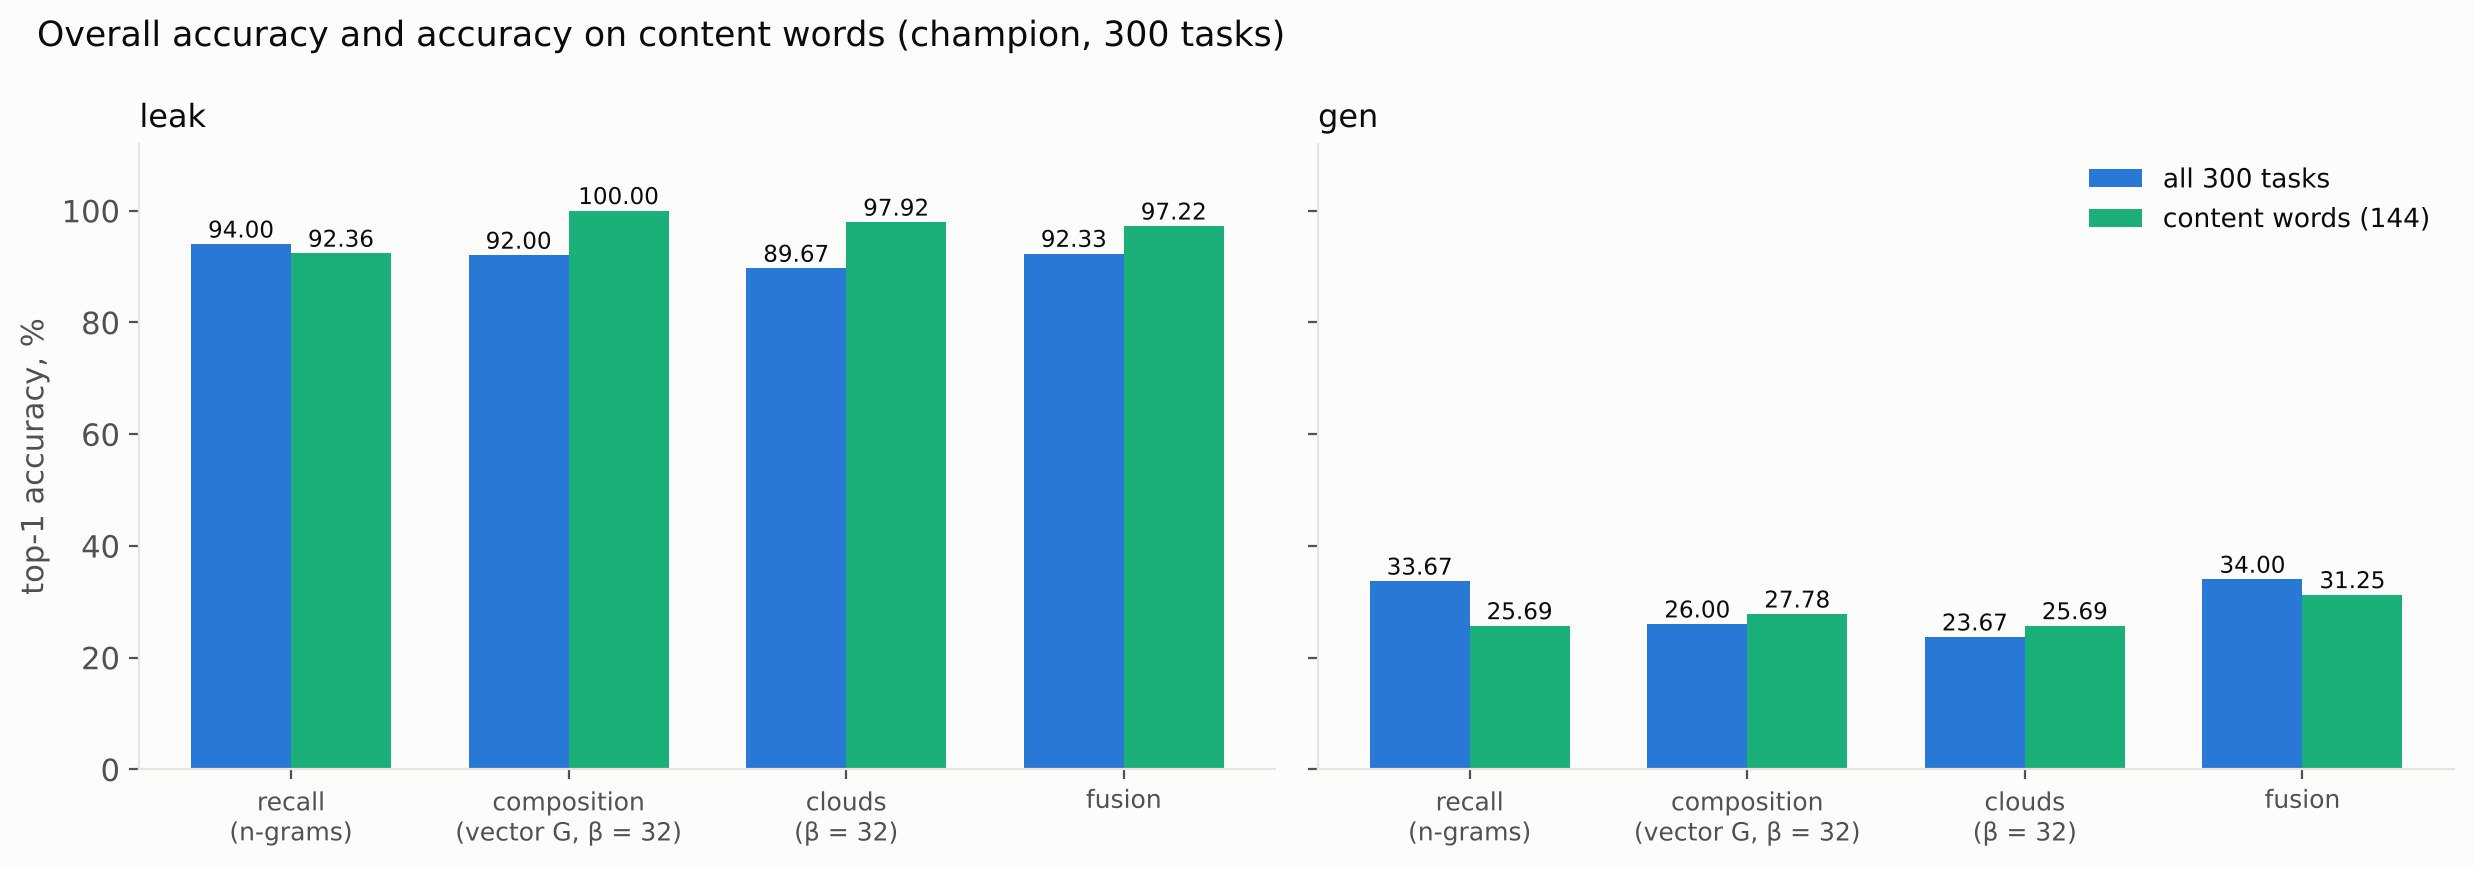 Overall accuracy and accuracy on content words (champion, 300 tasks)
leak
top-1 accuracy, %
100
80
60
40
20
0
94.00
92.36
92.00
100.00
89.67
97.92
92.33
97.22
recall
(n-grams)
composition
(vector G, β = 32)
clouds
(β = 32)
fusion
gen
all 300 tasks
content words (144)
33.67
25.69
26.00
27.78
23.67
25.69
34.00
31.25
recall
(n-grams)
composition
(vector G, β = 32)
clouds
(β = 32)
fusion